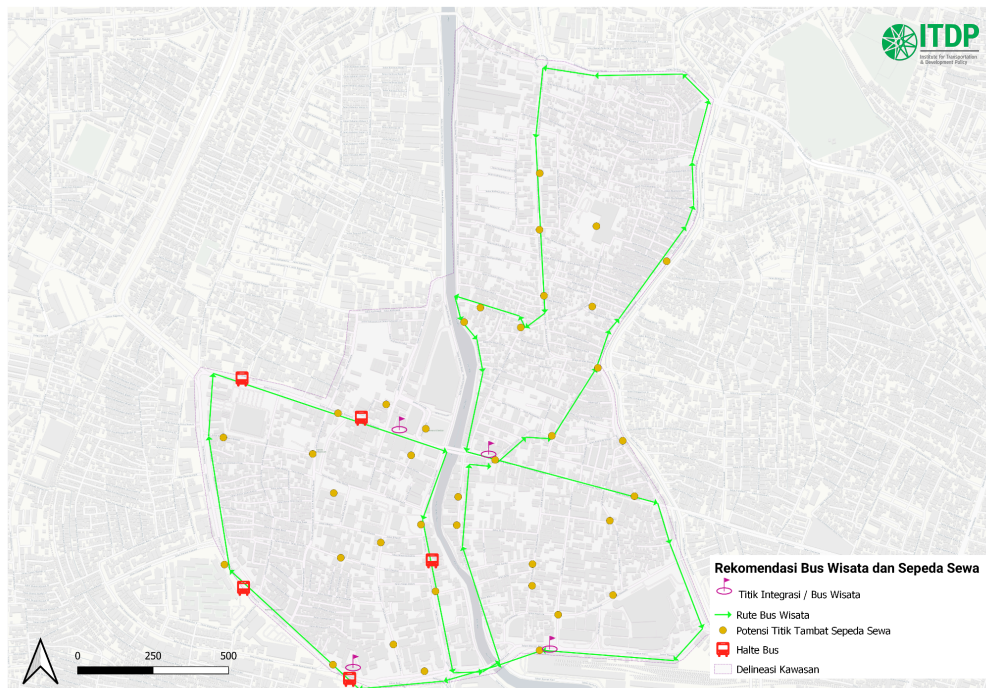 ITDP
Institute for Transportation
& Development Policy
Rekomendasi Bus Wisata dan Sepeda Sewa
Titik Integrasi / Bus Wisata
Rute Bus Wisata
Potensi Titik Tambat Sepeda Sewa
Halte Bus
Delineasi Kawasan
0 250 500